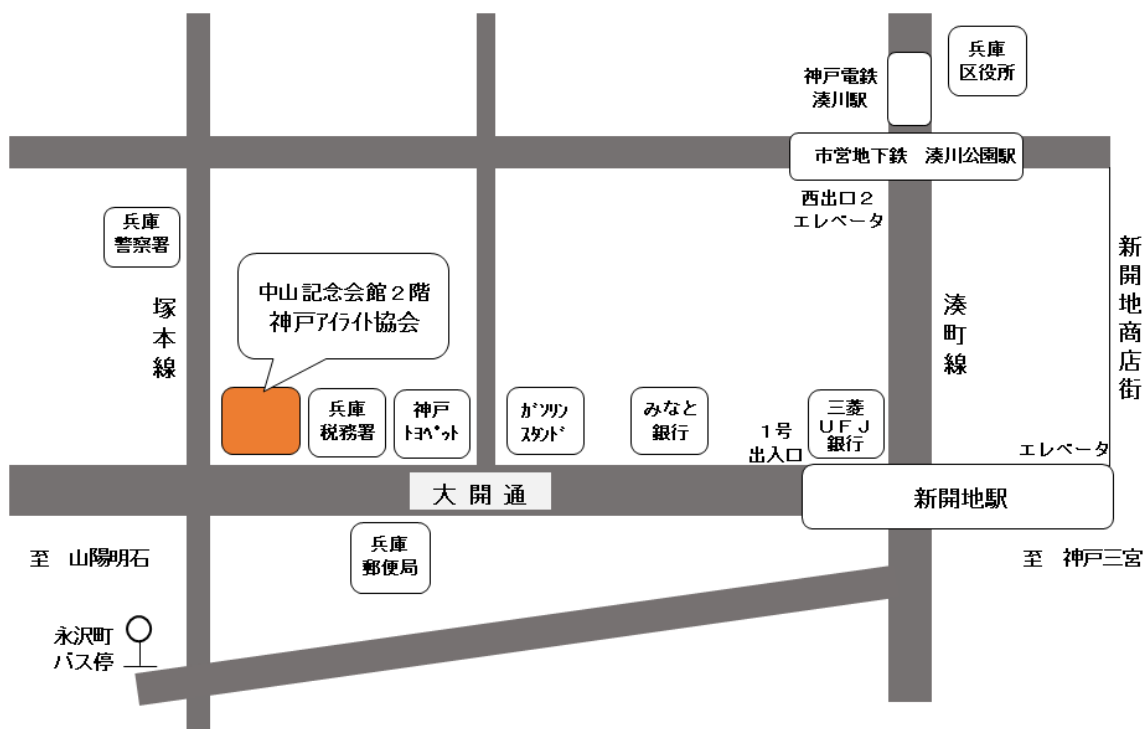 兵庫
区役所
神戸電鉄
湊川駅
市営地下鉄　湊川公園駅
西出口２
エレベータ
兵庫
警察署
新開地商店街
中山記念会館２階
神戸ｱｲﾗｲﾄ協会
塚本線
湊町線
兵庫
税務署
神戸
ﾄﾖﾍﾟｯﾄ
ｶﾞｿﾘﾝ
ｽﾀﾝﾄﾞ
みなと
銀行
１号
出入口
三菱
ＵＦＪ
銀行
エレベータ
大開通
新開地駅
兵庫
郵便局
至　山陽明石
至　神戸三宮
永沢町
バス停